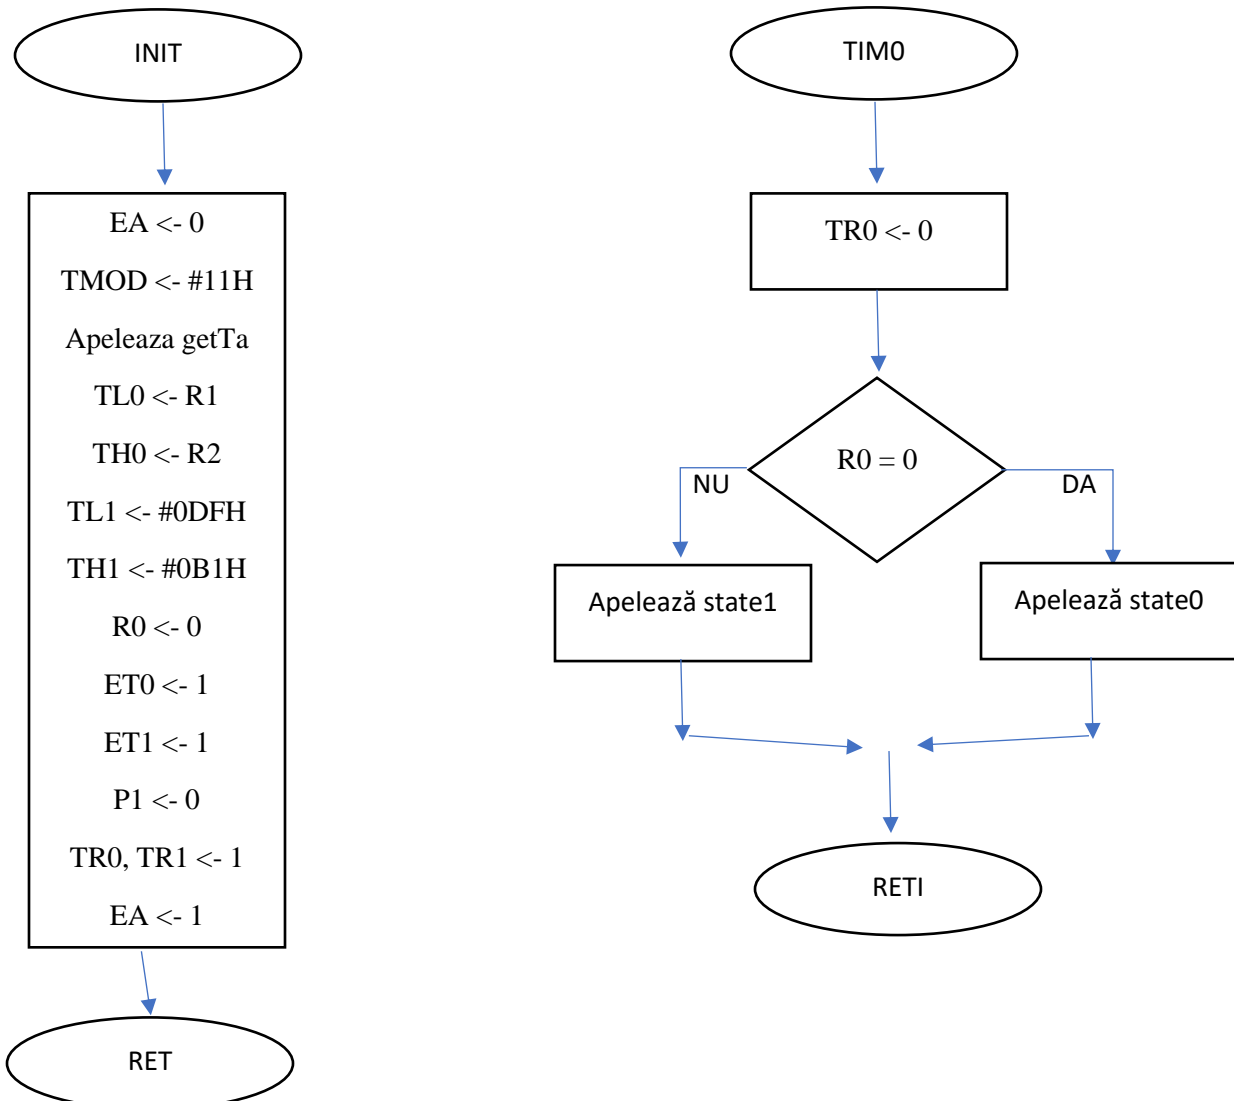 INIT
EA <- 0
TMOD <- #11H
Apeleaza getTa
TL0 <- R1
TH0 <- R2
TL1 <- #0DFH
TH1 <- #0B1H
R0 <- 0
ET0 <- 1
ET1 <- 1
P1 <- 0
TR0, TR1 <- 1
EA <- 1
RET
TIM0
TR0 <- 0
R0 = 0
NU
DA
Apelează state1
Apelează state0
RETI